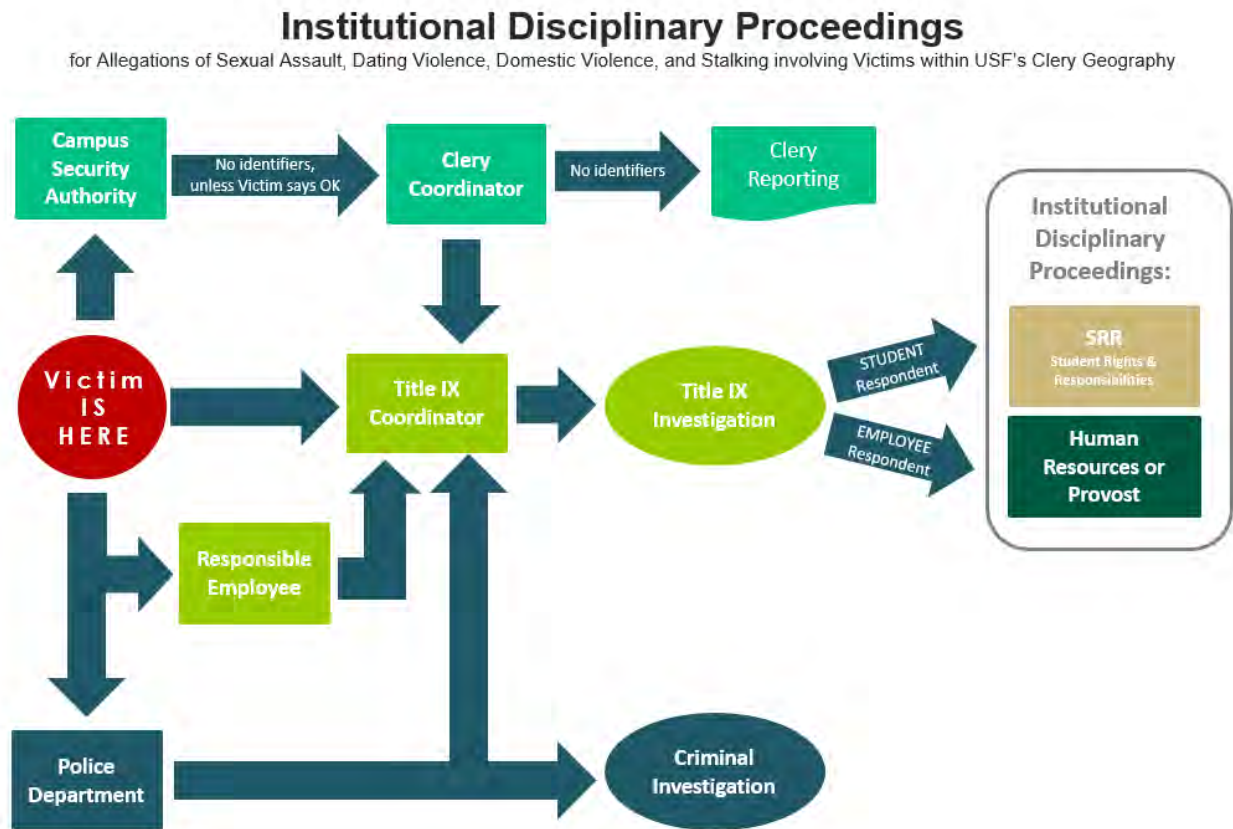 Institutional Disciplinary Proceedings
for Allegations of Sexual Assault, Dating Violence, Domestic Violence, and Stalking involving Victims within USF's Clery Geography
Campus
Security
Authority
No identifiers,
unless Victim says OK
Clery
Coordinator
No identifiers
Clery
Reporting
Victim
IS
HERE
Title IX
Coordinator
Title IX
Investigation
STUDENT
Respondent
EMPLOYEE
Respondent
Institutional
Disciplinary
Proceedings:
SRR
Student Rights &
Responsibilities
Human
Resources or
Provost
Responsible
Employee
Police
Department
Criminal
Investigation